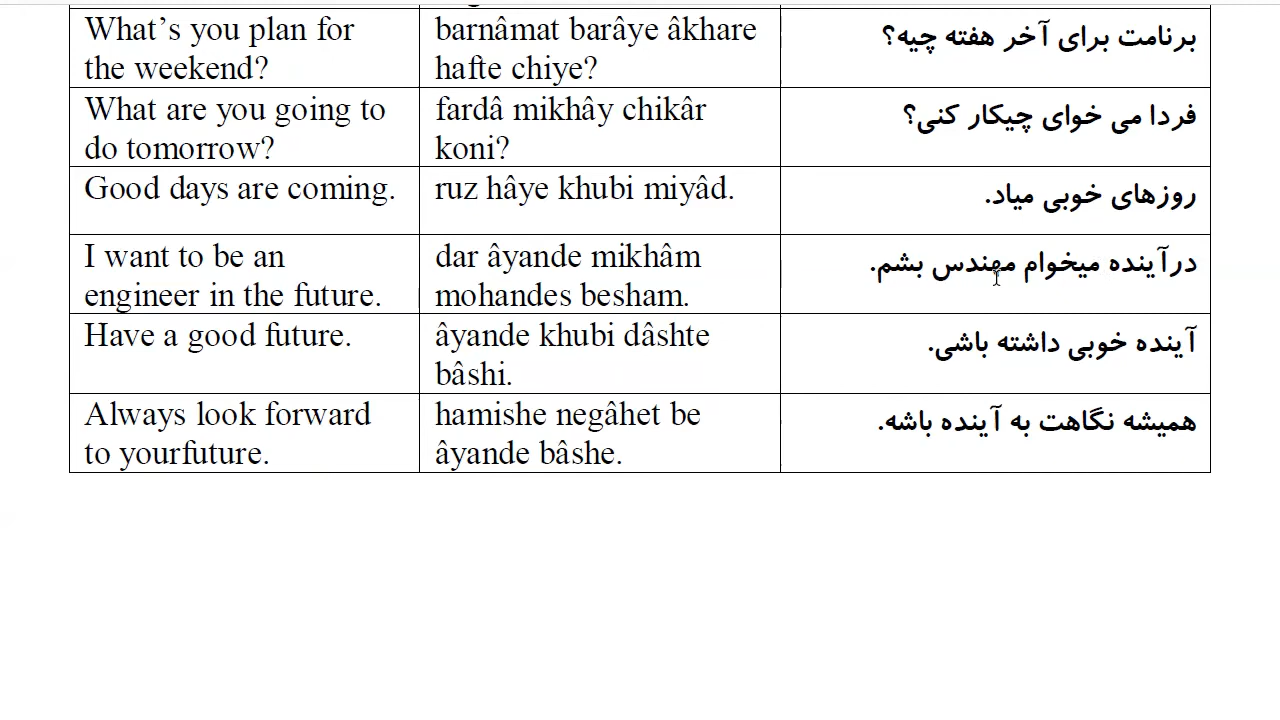 What’s you plan for
the weekend?
barnâmat barâye âkhare
hafte chiye?
برنامت برای آخر هفته چیه؟
What are you going to
do tomorrow?
fardâ mikhây chikâr
koni?
فردا می خوای چیکار کنی؟
Good days are coming.
ruz hâye khubi miyâd.
روزهای خوبی میاد.
I want to be an
engineer in the future.
dar âyande mikhâm
mohandes besham.
درآینده میخوام مهندس بشم.
Have a good future.
âyande khubi dâshte
bâshi.
آینده خوبی داشته باشی.
Always look forward
to yourfuture.
hamishe negâhet be
âyande bâshe.
همیشه نگاهت به آینده باشه.